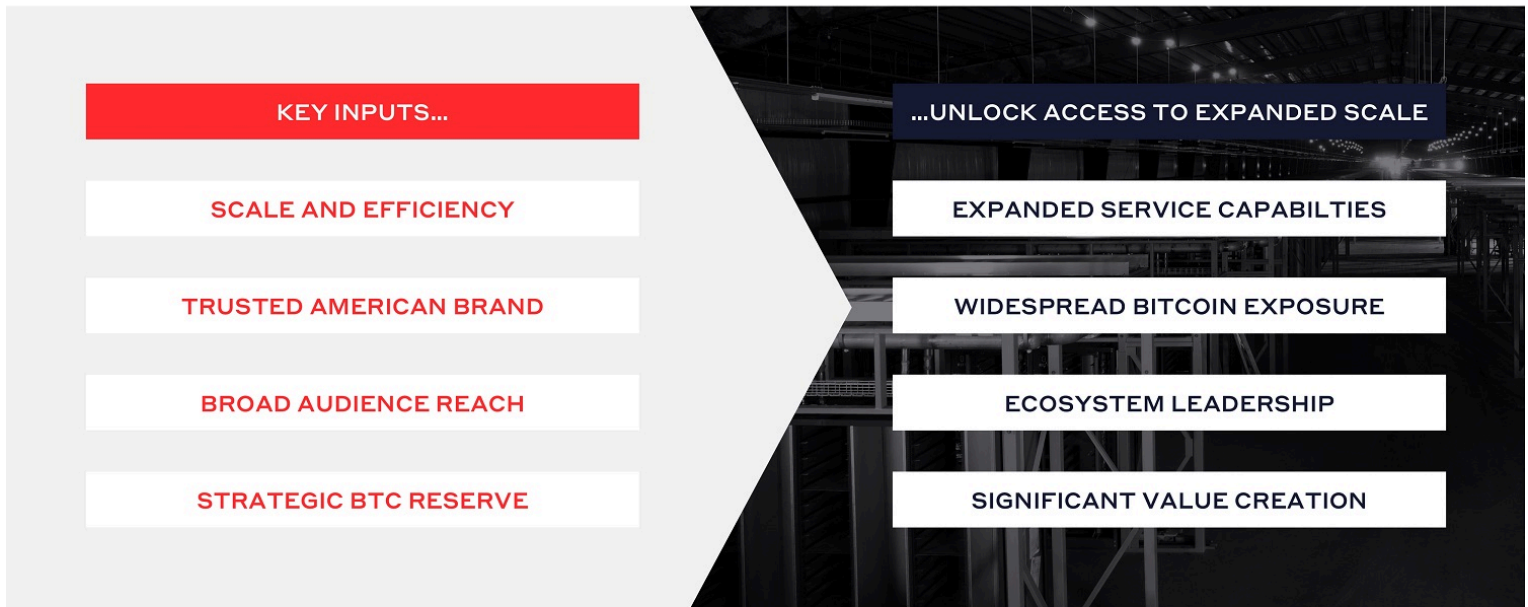 KEY INPUTS...
SCALE AND EFFICIENCY
TRUSTED AMERICAN BRAND
BROAD AUDIENCE REACH
STRATEGIC BTC RESERVE
...UNLOCK ACCESS TO EXPANDED SCALE
EXPANDED SERVICE CAPABILTIES
WIDESPREAD BITCOIN EXPOSURE
ECOSYSTEM LEADERSHIP
SIGNIFICANT VALUE CREATION